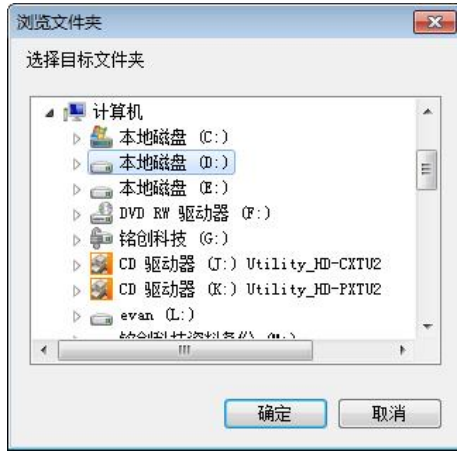 浏览文件夹
选择目标文件夹
计算机
本地磁盘 (C:)
本地磁盘 (D:)
本地磁盘 (E:)
DVD RW 驱动器 (F:)
铭创科技 (G:)
CD 驱动器 (J:) Utility_HD-CXTU2
CD 驱动器 (K:) Utility_HD-PXTU2
evan (L:)
确定
取消